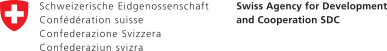 Schweizerische Eidgenossenschaft
Confédération suisse
Confederazione Svizzera
Confederaziun svizra
Swiss Agency for Development
and Cooperation SDC